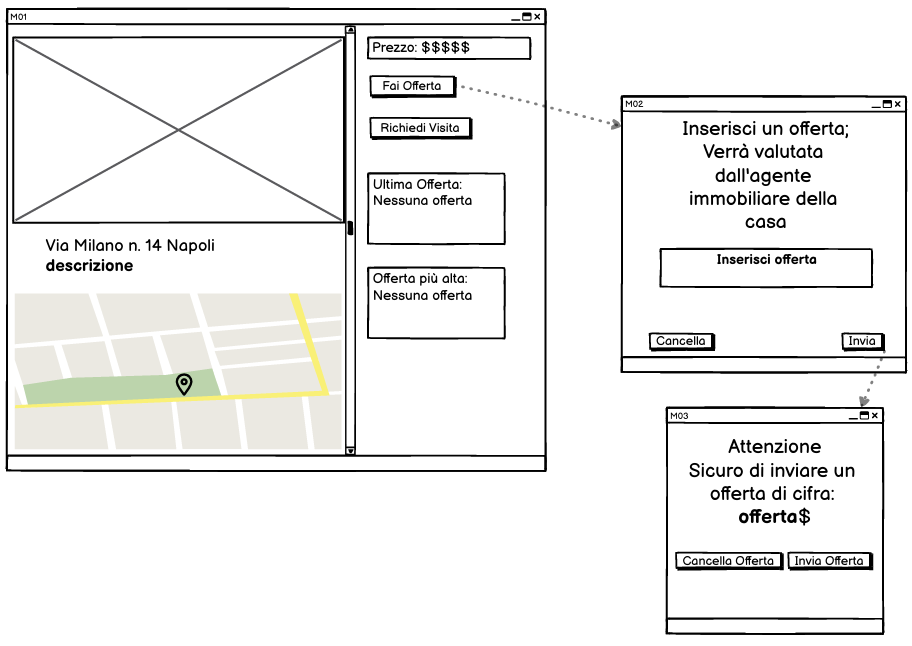 M01
Prezzo: $$$$$
Fai Offerta
Richiedi Visita
Ultima Offerta:
Nessuna offerta
Offerta più alta:
Nessuna offerta
Via Milano n. 14 Napoli
descrizione
M02
Inserisci un offerta;
Verrà valutata
dall'agente
immobiliare della
casa
Inserisci offerta
Cancella
Invia
M03
Attenzione
Sicuro di inviare un
offerta di cifra:
offerta$
Cancella Offerta
Invia Offerta